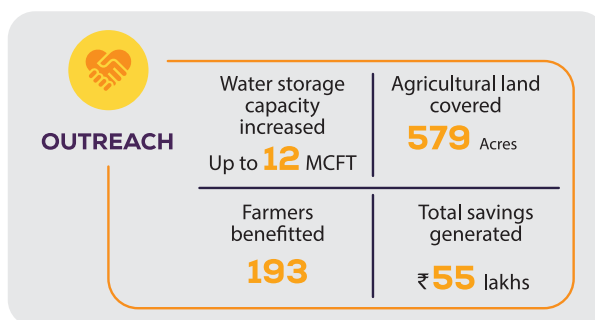 OUTREACH
Water storage
capacity
increased
Up to 12 MCFT
Agricultural land
covered
579 Acres
Farmers
benefitted
193
Total savings
generated
₹ 55 lakhs